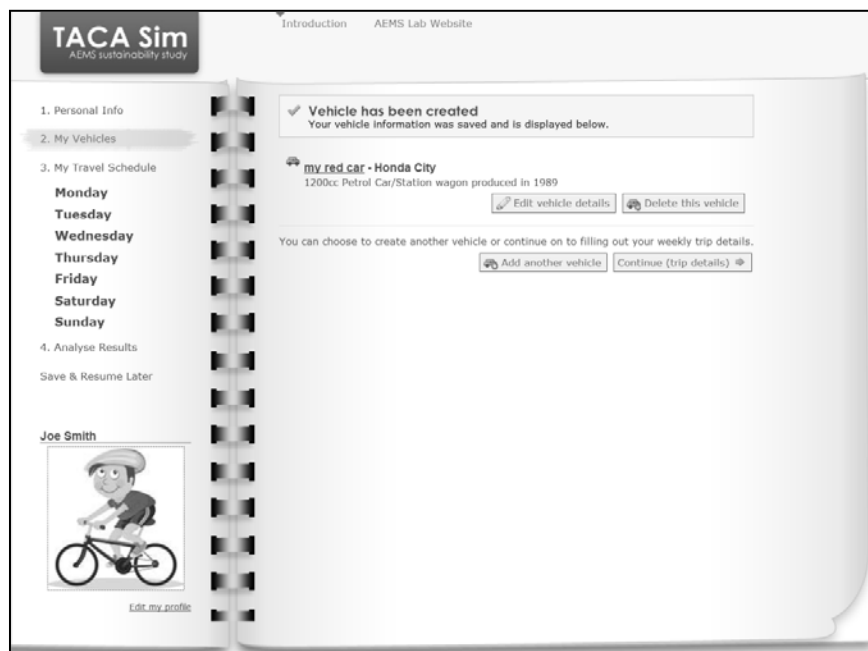 TACA Sim
AEMS sustainability study
Introduction AEMS Lab Website
1. Personal Info
2. My Vehicles
3. My Travel Schedule
Monday
Tuesday
Wednesday
Thursday
Friday
Saturday
Sunday
4. Analyse Results
Save & Resume Later
Joe Smith
Edit my profile
Vehicle has been created
Your vehicle information was saved and is displayed below.
my red car - Honda City
1200cc Petrol Car/Station wagon produced in 1989
Edit vehicle details Delete this vehicle
You can choose to create another vehicle or continue on to filling out your weekly trip details.
Add another vehicle Continue (trip details)